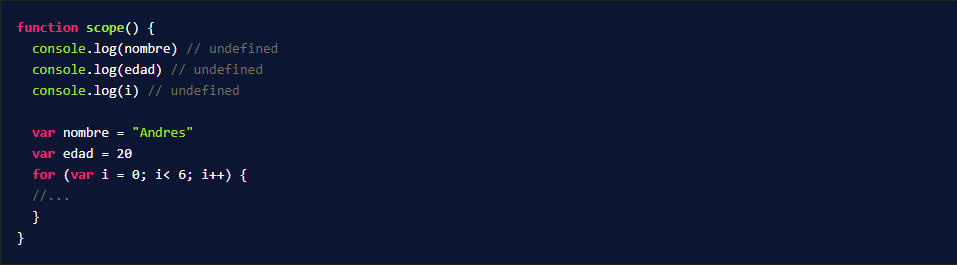 function scope() {
  console.log(nombre) // undefined
  console.log(edad) // undefined
  console.log(i) // undefined

  var nombre = "Andres"
  var edad = 20
  for (var i = 0; i< 6; i++) {
  //...
  }
}